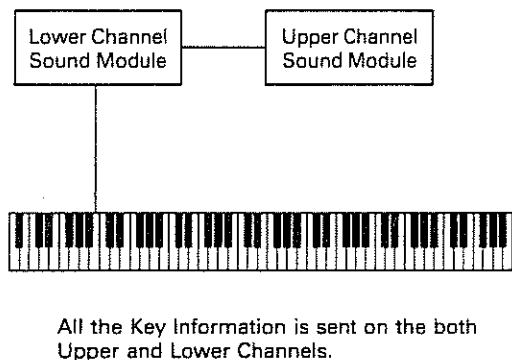 Lower Channel
Sound Module
Upper Channel
Sound Module
All the Key Information is sent on the both
Upper and Lower Channels.